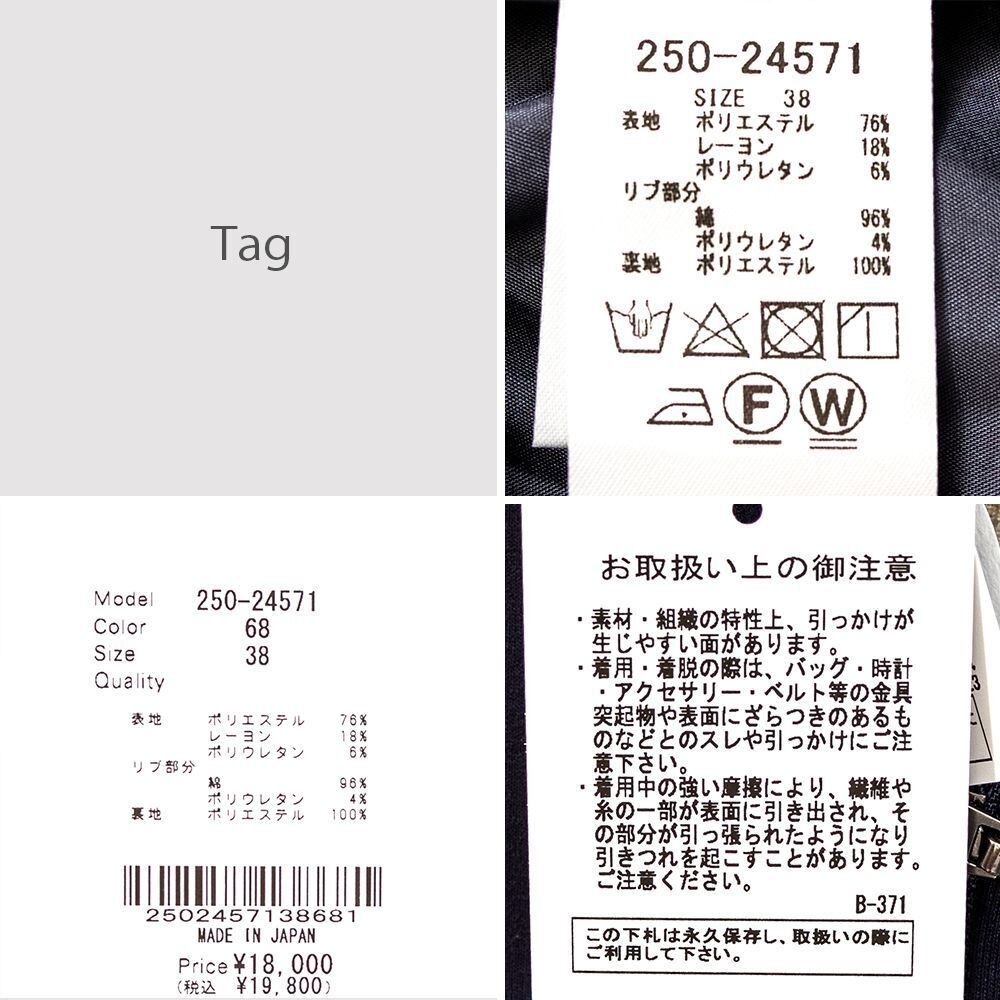 Tag
250-24571
SIZE 38
表地 ポリエステル 76%
レーヨン 18%
ポリウレタン 6%
リブ部分
綿 96%
ポリウレタン 4%
裏地 ポリエステル 100%
F W
Model 250-24571
Color 68
Size 38
Quality
表地 ポリエステル 76%
レーヨン 18%
ポリウレタン 6%
リブ部分
綿 96%
ポリウレタン 4%
裏地 ポリエステル 100%
2502457138681
MADE IN JAPAN
Price ¥18,000
(税込 ¥19,800)
お取扱い上の御注意
・素材・組織の特性上、引っかけが
生じやすい面があります。
・着用・着脱の際は、バッグ・時計
・アクセサリー・ベルト等の金具
突起物や表面にざらつきのあるも
のなどとのスレや引っかけにご注
意下さい。
・着用中の強い摩擦により、繊維や
糸の一部が表面に引き出され、そ
の部分が引っ張られたようになり
引きつれを起こすことがあります。
ご注意ください。
B-371
この下札は永久保存し、取扱いの際に
ご利用して下さい。